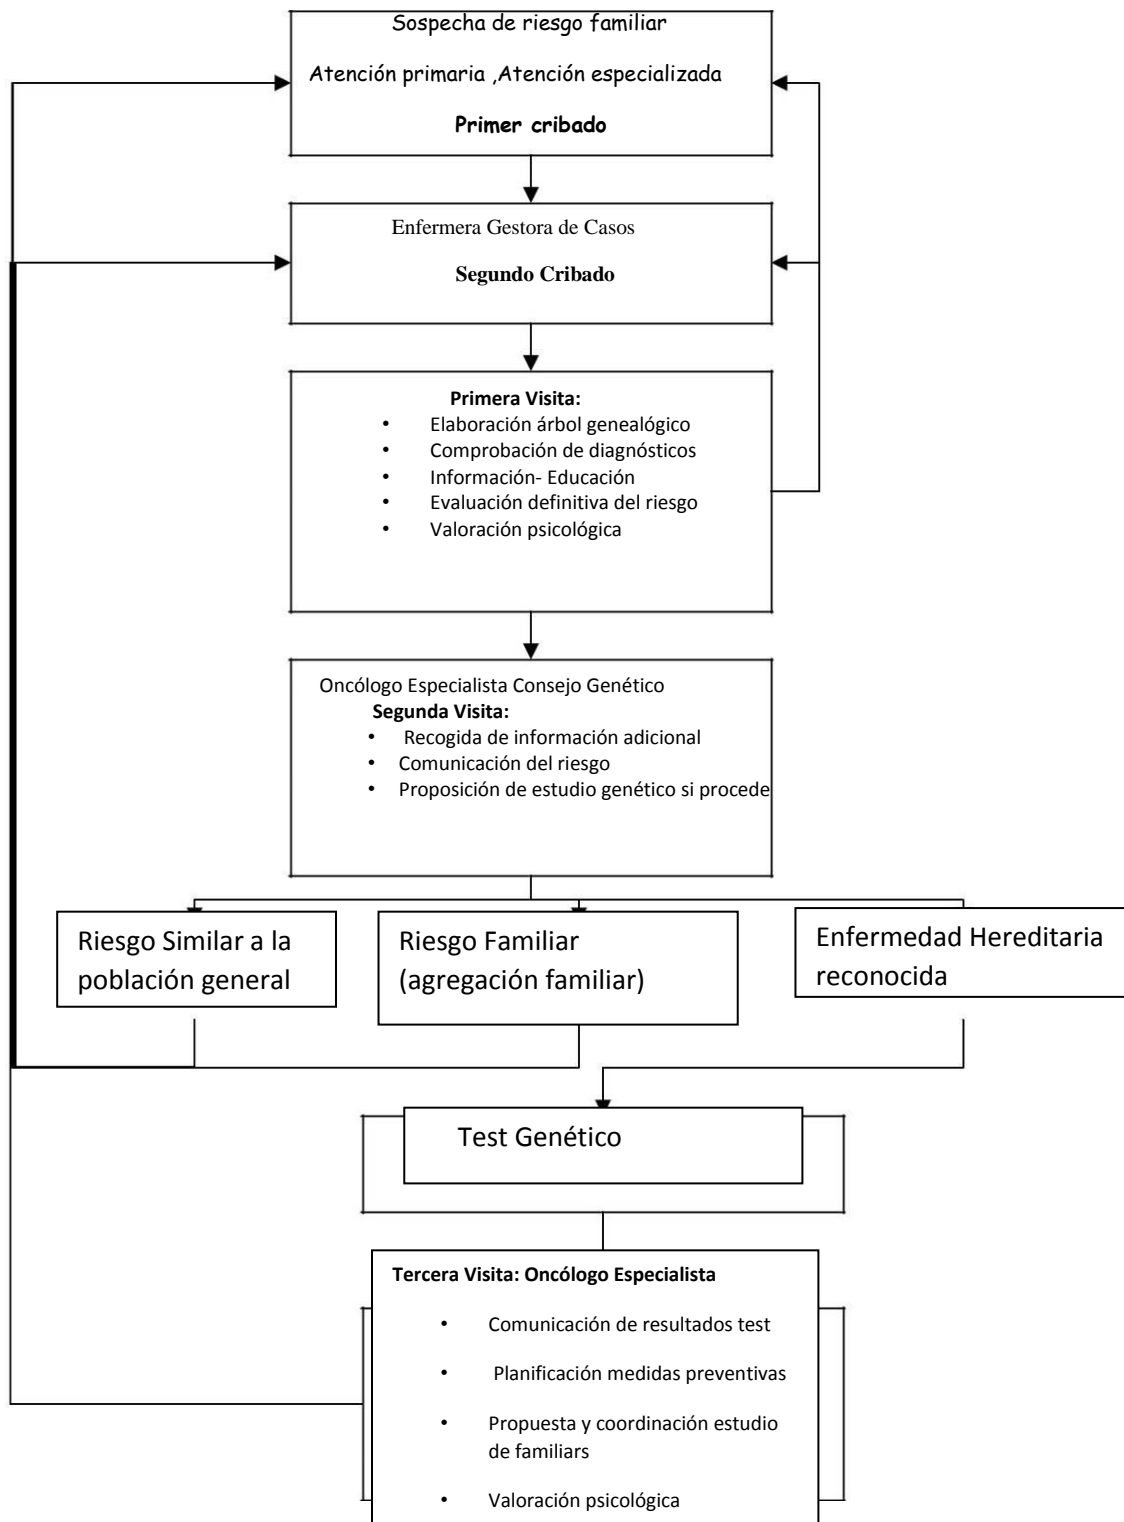 Sospecha de riesgo familiar
Atención primaria ,Atención especializada
Primer cribado
Enfermera Gestora de Casos
Segundo Cribado
Primera Visita:
• Elaboración árbol genealógico
• Comprobación de diagnósticos
• Información- Educación
• Evaluación definitiva del riesgo
• Valoración psicológica
Oncólogo Especialista Consejo Genético
Segunda Visita:
• Recogida de información adicional
• Comunicación del riesgo
• Proposición de estudio genético si procede
Riesgo Similar a la
población general
Riesgo Familiar
(agregación familiar)
Enfermedad Hereditaria
reconocida
Test Genético
Tercera Visita: Oncólogo Especialista
• Comunicación de resultados test
• Planificación medidas preventivas
• Propuesta y coordinación estudio
de familiars
• Valoración psicológica